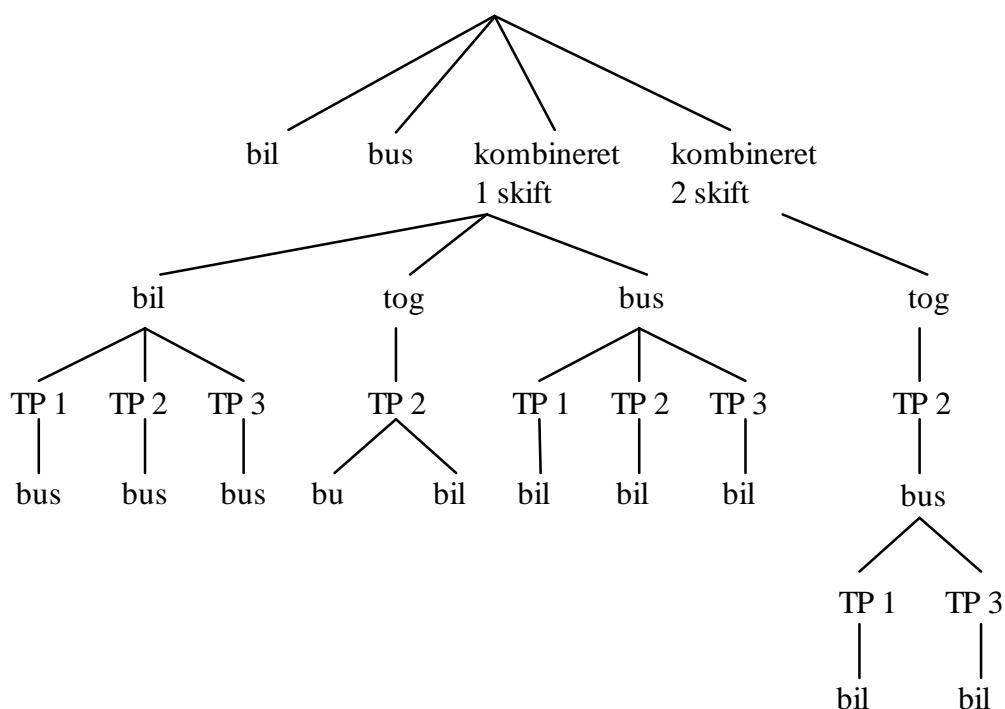 bil bus kombineret kombineret
1 skift 2 skift
bil tog bus tog
TP 1 TP 2 TP 3 TP 2 TP 1 TP 2 TP 3 TP 2
bus bus bus bu bil bil bil bil bus
TP 1 TP 3
bil bil